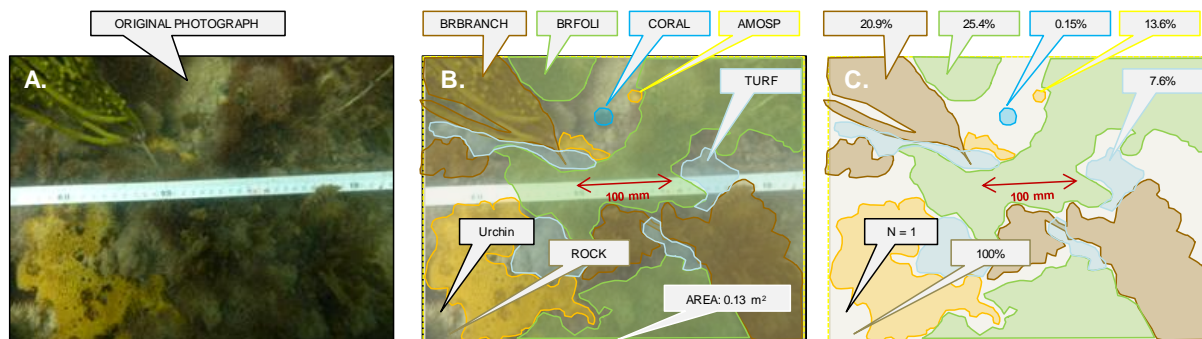 ORIGINAL PHOTOGRAPH
BRBRANCH
BRFOLI
CORAL
AMOSP
20.9%
25.4%
0.15%
13.6%
A.
B.
C.
TURF
7.6%
100 mm
100 mm
Urchin
ROCK
AREA: 0.13 m²
N = 1
100%